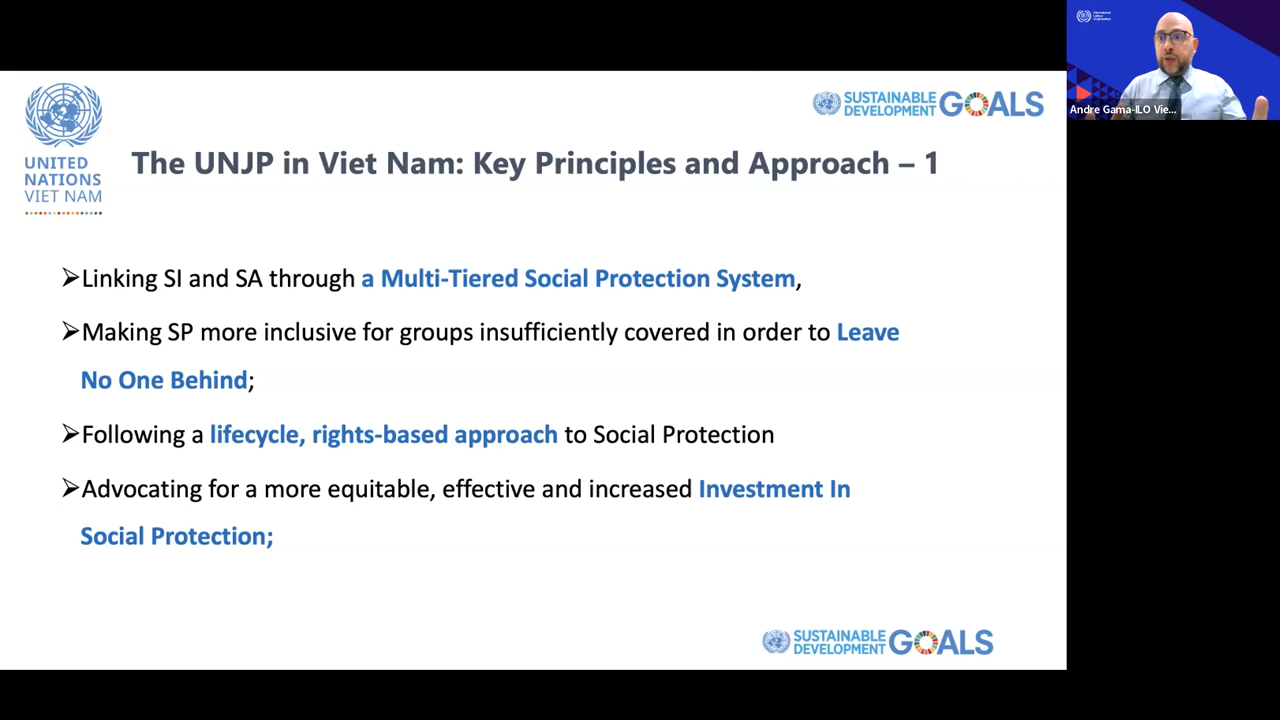 International
Labour
Organization
Andre Gama-ILO Vie...
SUSTAINABLE
DEVELOPMENT GOALS
UNITED
NATIONS
VIET NAM
The UNJP in Viet Nam: Key Principles and Approach – 1
➢Linking SI and SA through a Multi-Tiered Social Protection System,
➢Making SP more inclusive for groups insufficiently covered in order to Leave
No One Behind;
➢Following a lifecycle, rights-based approach to Social Protection
➢Advocating for a more equitable, effective and increased Investment In
Social Protection;
SUSTAINABLE
DEVELOPMENT GOALS